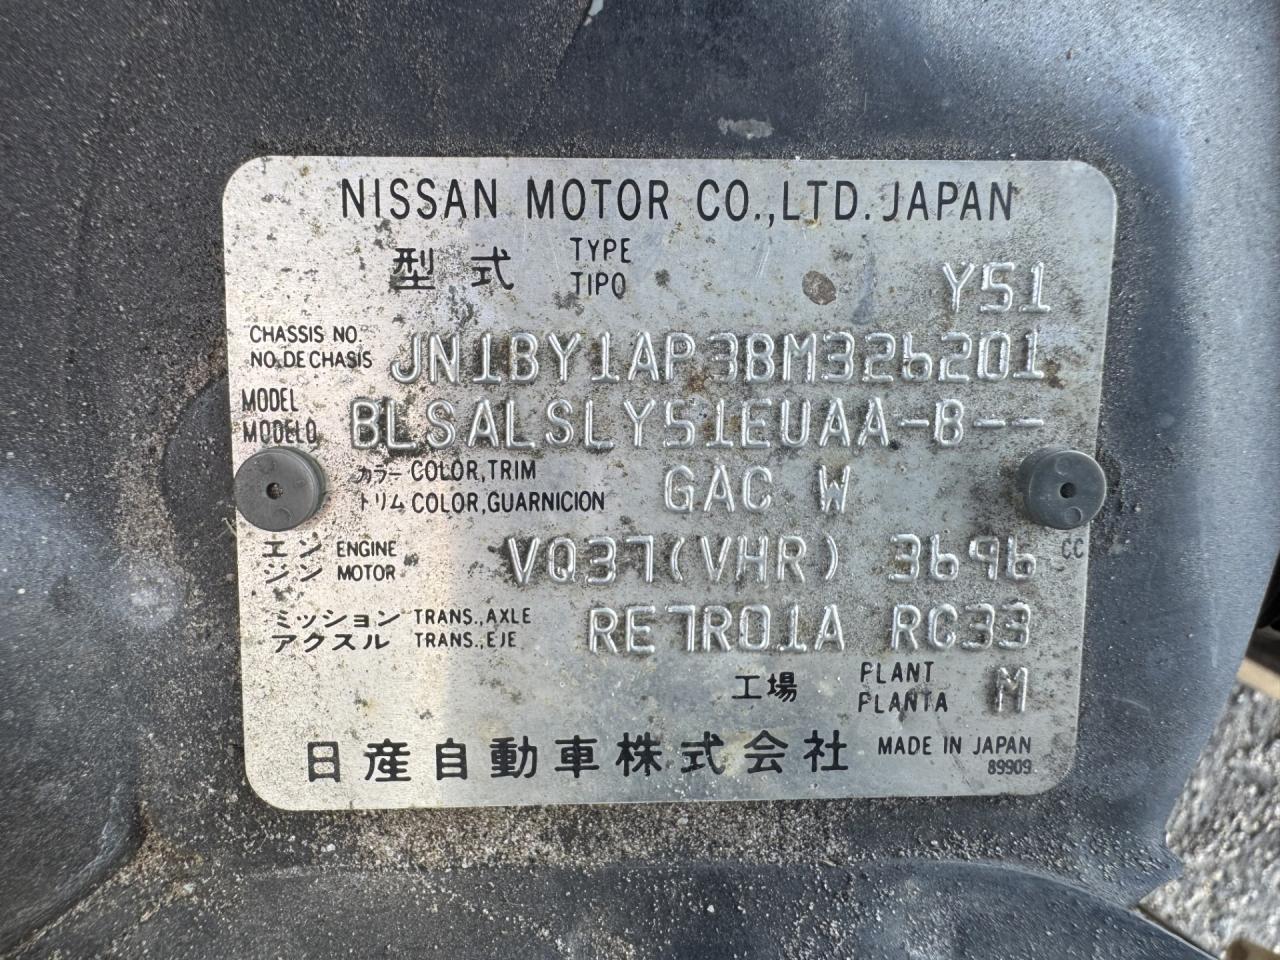 NISSAN MOTOR CO.,LTD. JAPAN
型式 TYPE
TIPO
Y51
CHASSIS NO.
NO.DE CHASIS
JN1BY1AP3BM326201
MODEL
MODELO
BLSALSLY51EUAA-B--
カラー COLOR,TRIM
トリム COLOR,GUARNICION
GAC W
エンジン ENGINE
MOTOR
VQ37(VHR) 3696 CC
ミッション TRANS.,AXLE
アクスル TRANS.,EJE
RE7R01A RC33
工場 PLANT
PLANTA
M
日産自動車株式会社 MADE IN JAPAN
89909